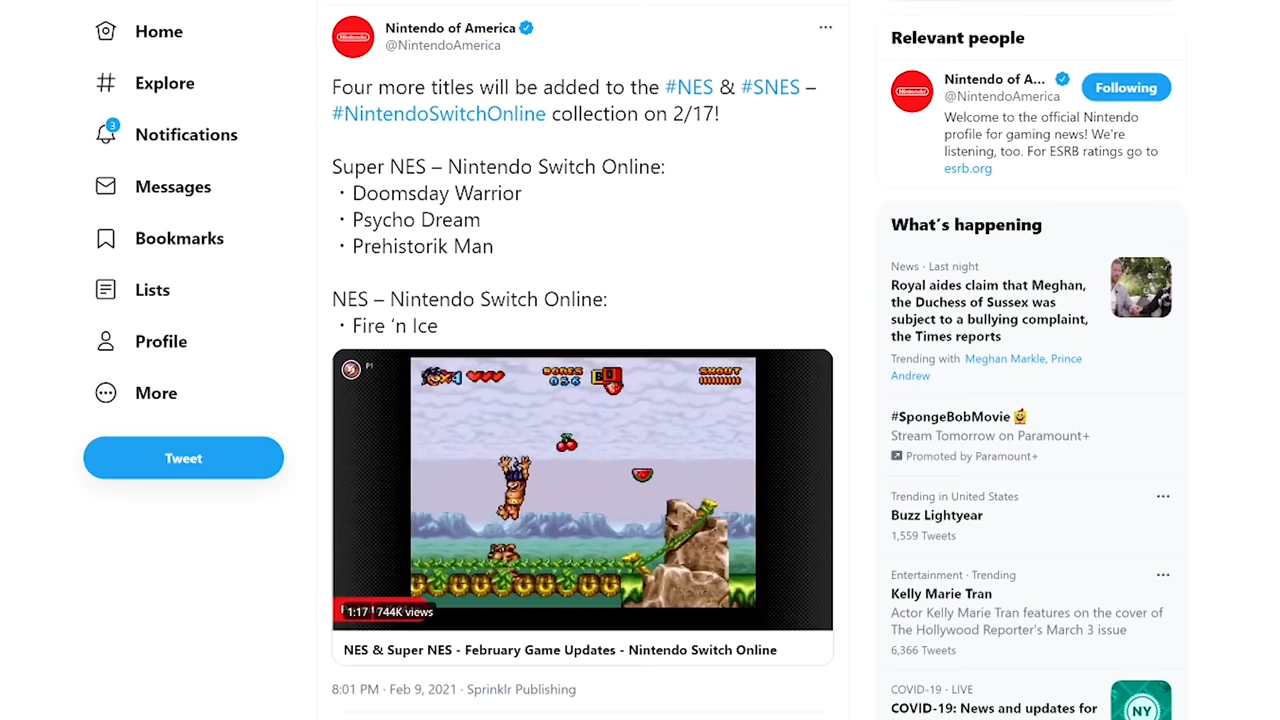 Home
Explore
3
Notifications
Messages
Bookmarks
Lists
Profile
More
Tweet
Nintendo
Nintendo of America
@NintendoAmerica
Four more titles will be added to the #NES & #SNES –
#NintendoSwitchOnline collection on 2/17!
Super NES – Nintendo Switch Online:
・Doomsday Warrior
・Psycho Dream
・Prehistorik Man
NES – Nintendo Switch Online:
・Fire ‘n Ice
P1
BONES
056
SHOUT
1:17 744K views
NES & Super NES - February Game Updates - Nintendo Switch Online
8:01 PM · Feb 9, 2021 · Sprinklr Publishing
Relevant people
Nintendo
Nintendo of A...
@NintendoAmerica
Following
Welcome to the official Nintendo
profile for gaming news! We're
listening, too. For ESRB ratings go to
esrb.org
What’s happening
News · Last night
Royal aides claim that Meghan,
the Duchess of Sussex was
subject to a bullying complaint,
the Times reports
Trending with Meghan Markle, Prince
Andrew
#SpongeBobMovie
Stream Tomorrow on Paramount+
Promoted by Paramount+
Trending in United States
Buzz Lightyear
1,559 Tweets
Entertainment · Trending
Kelly Marie Tran
Actor Kelly Marie Tran features on the cover of
The Hollywood Reporter's March 3 issue
6,366 Tweets
COVID-19 · LIVE
COVID-19: News and updates for
NY